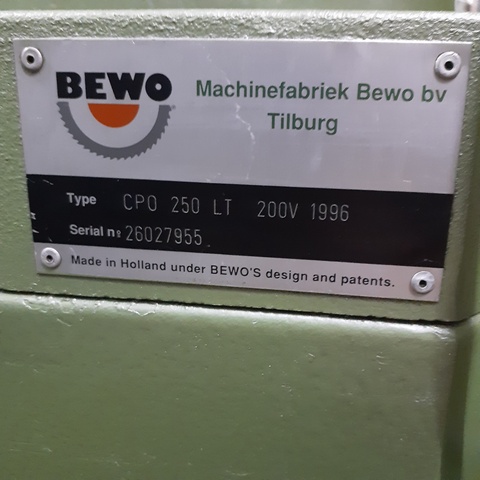 BEWO
Machinefabriek Bewo bv
Tilburg
Type CPO 250 LT 200V 1996
Serial nº 26027955
Made in Holland under BEWO'S design and patents.